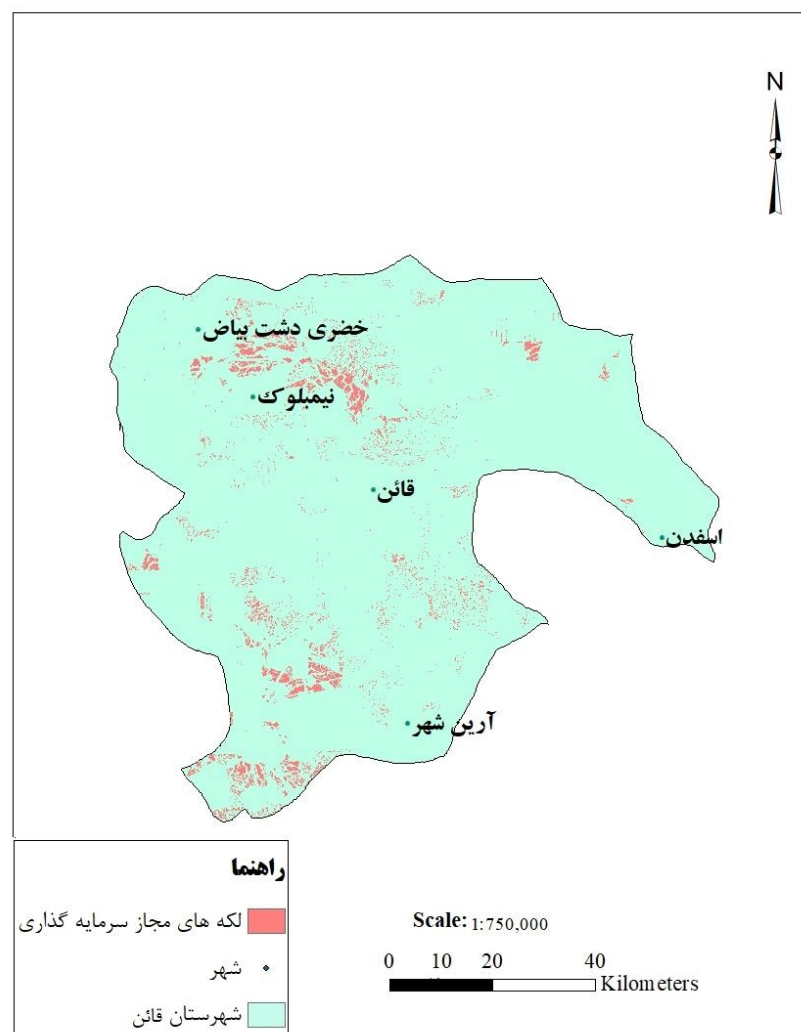 N
خضری دشت بیاض
نیمبلوک
قائن
اسفدن
آرین شهر
راهنما
لکه های مجاز سرمایه گذاری
شهر
شهرستان قائن
Scale: 1:750,000
0 10 20 40
Kilometers